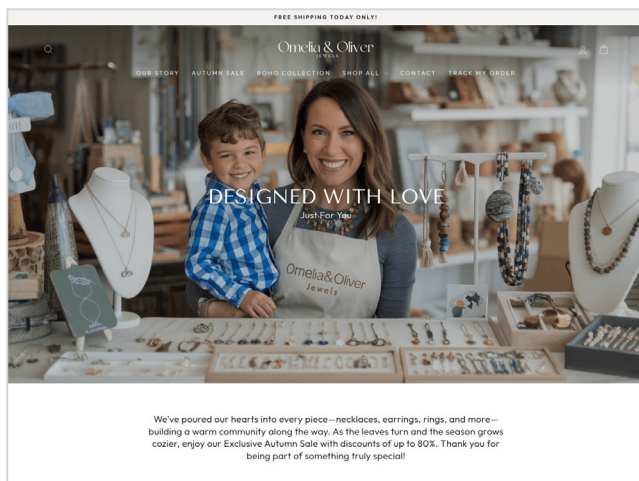 FREE SHIPPING TODAY ONLY!
Omelia & Oliver
JEWELS
OUR STORY AUTUMN SALE BOHO COLLECTION SHOP ALL CONTACT TRACK MY ORDER
DESIGNED WITH LOVE
Just For You
Omelia&Oliver
Jewels
We've poured our hearts into every piece—necklaces, earrings, rings, and more—
building a warm community along the way. As the leaves turn and the season grows
cozier, enjoy our Exclusive Autumn Sale with discounts of up to 80%. Thank you for
being part of something truly special!